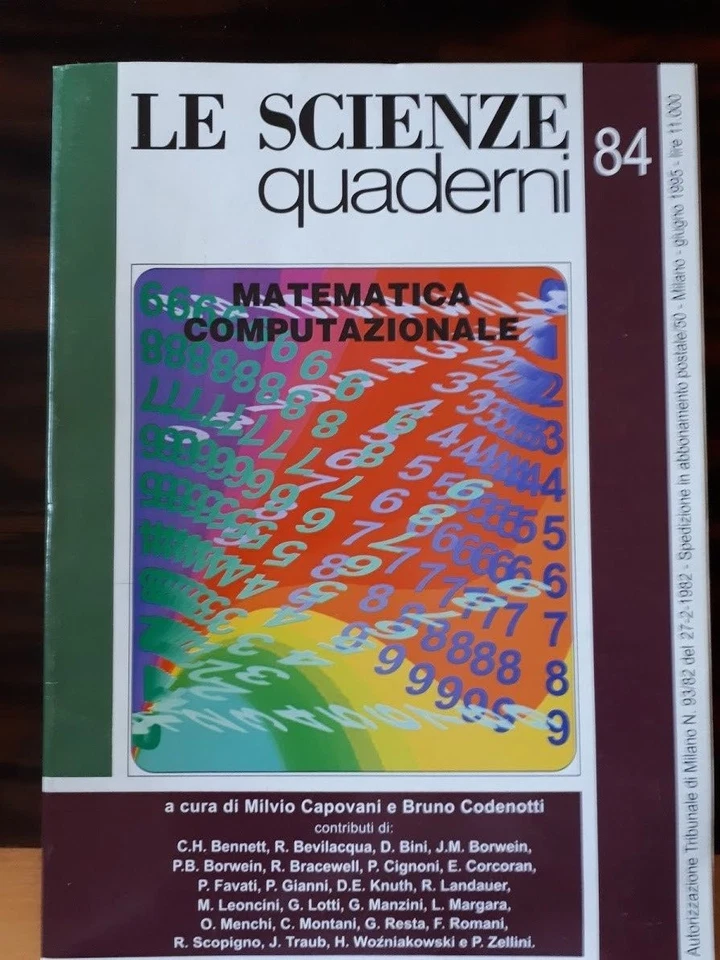 LE SCIENZE
quaderni
84
MATEMATICA
COMPUTAZIONALE
a cura di Milvio Capovani e Bruno Codenotti
contributi di:
C.H. Bennett, R. Bevilacqua, D. Bini, J.M. Borwein,
P.B. Borwein, R. Bracewell, P. Cignoni, E. Corcoran,
P. Favati, P. Gianni, D.E. Knuth, R. Landauer,
M. Leoncini, G. Lotti, G. Manzini, L. Margara,
O. Menchi, C. Montani, G. Resta, F. Romani,
R. Scopigno, J. Traub, H. Woźniakowski e P. Zellini.
Autorizzazione Tribunale di Milano N. 93/82 del 27-2-1982 - Spedizione in abbonamento postale/50 - Milano - giugno 1995 - lire 11.000